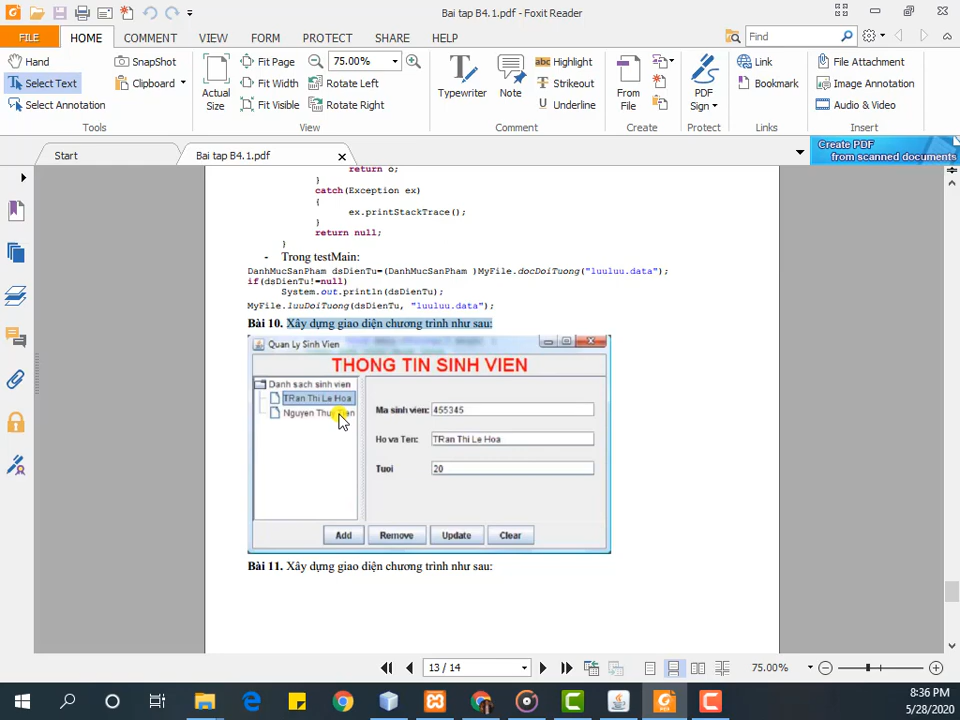 Bai tap B4.1.pdf - Foxit Reader
FILE HOME COMMENT VIEW FORM PROTECT SHARE HELP Find
Hand SnapShot Fit Page 75.00% Highlight Link File Attachment
Select Text Clipboard Fit Width Rotate Left Strikeout Bookmark Image Annotation
Select Annotation Actual Size Fit Visible Rotate Right Typewriter Note Underline From File PDF Sign Audio & Video
Tools View Comment Create Protect Links Insert
Start Bai tap B4.1.pdf Create PDF
from scanned documents
return o;
}
catch(Exception ex)
{
ex.printStackTrace();
}
return null;
}
- Trong testMain:
DanhMucSanPham dsDienTu=(DanhMucSanPham )MyFile.docDoiTuong("luuluu.data");
if(dsDienTu!=null)
System.out.println(dsDienTu);
MyFile.luuDoiTuong(dsDienTu, "luuluu.data");
Bài 10. Xây dựng giao diện chương trình như sau:
Quan Ly Sinh Vien
THONG TIN SINH VIEN
Danh sach sinh vien
TRan Thi Le Hoa
Ma sinh vien: 455345
Ho va Ten: TRan Thi Le Hoa
Tuoi 20
Add Remove Update Clear
Bài 11. Xây dựng giao diện chương trình như sau:
13 / 14 75.00%
8:36 PM
5/28/2020